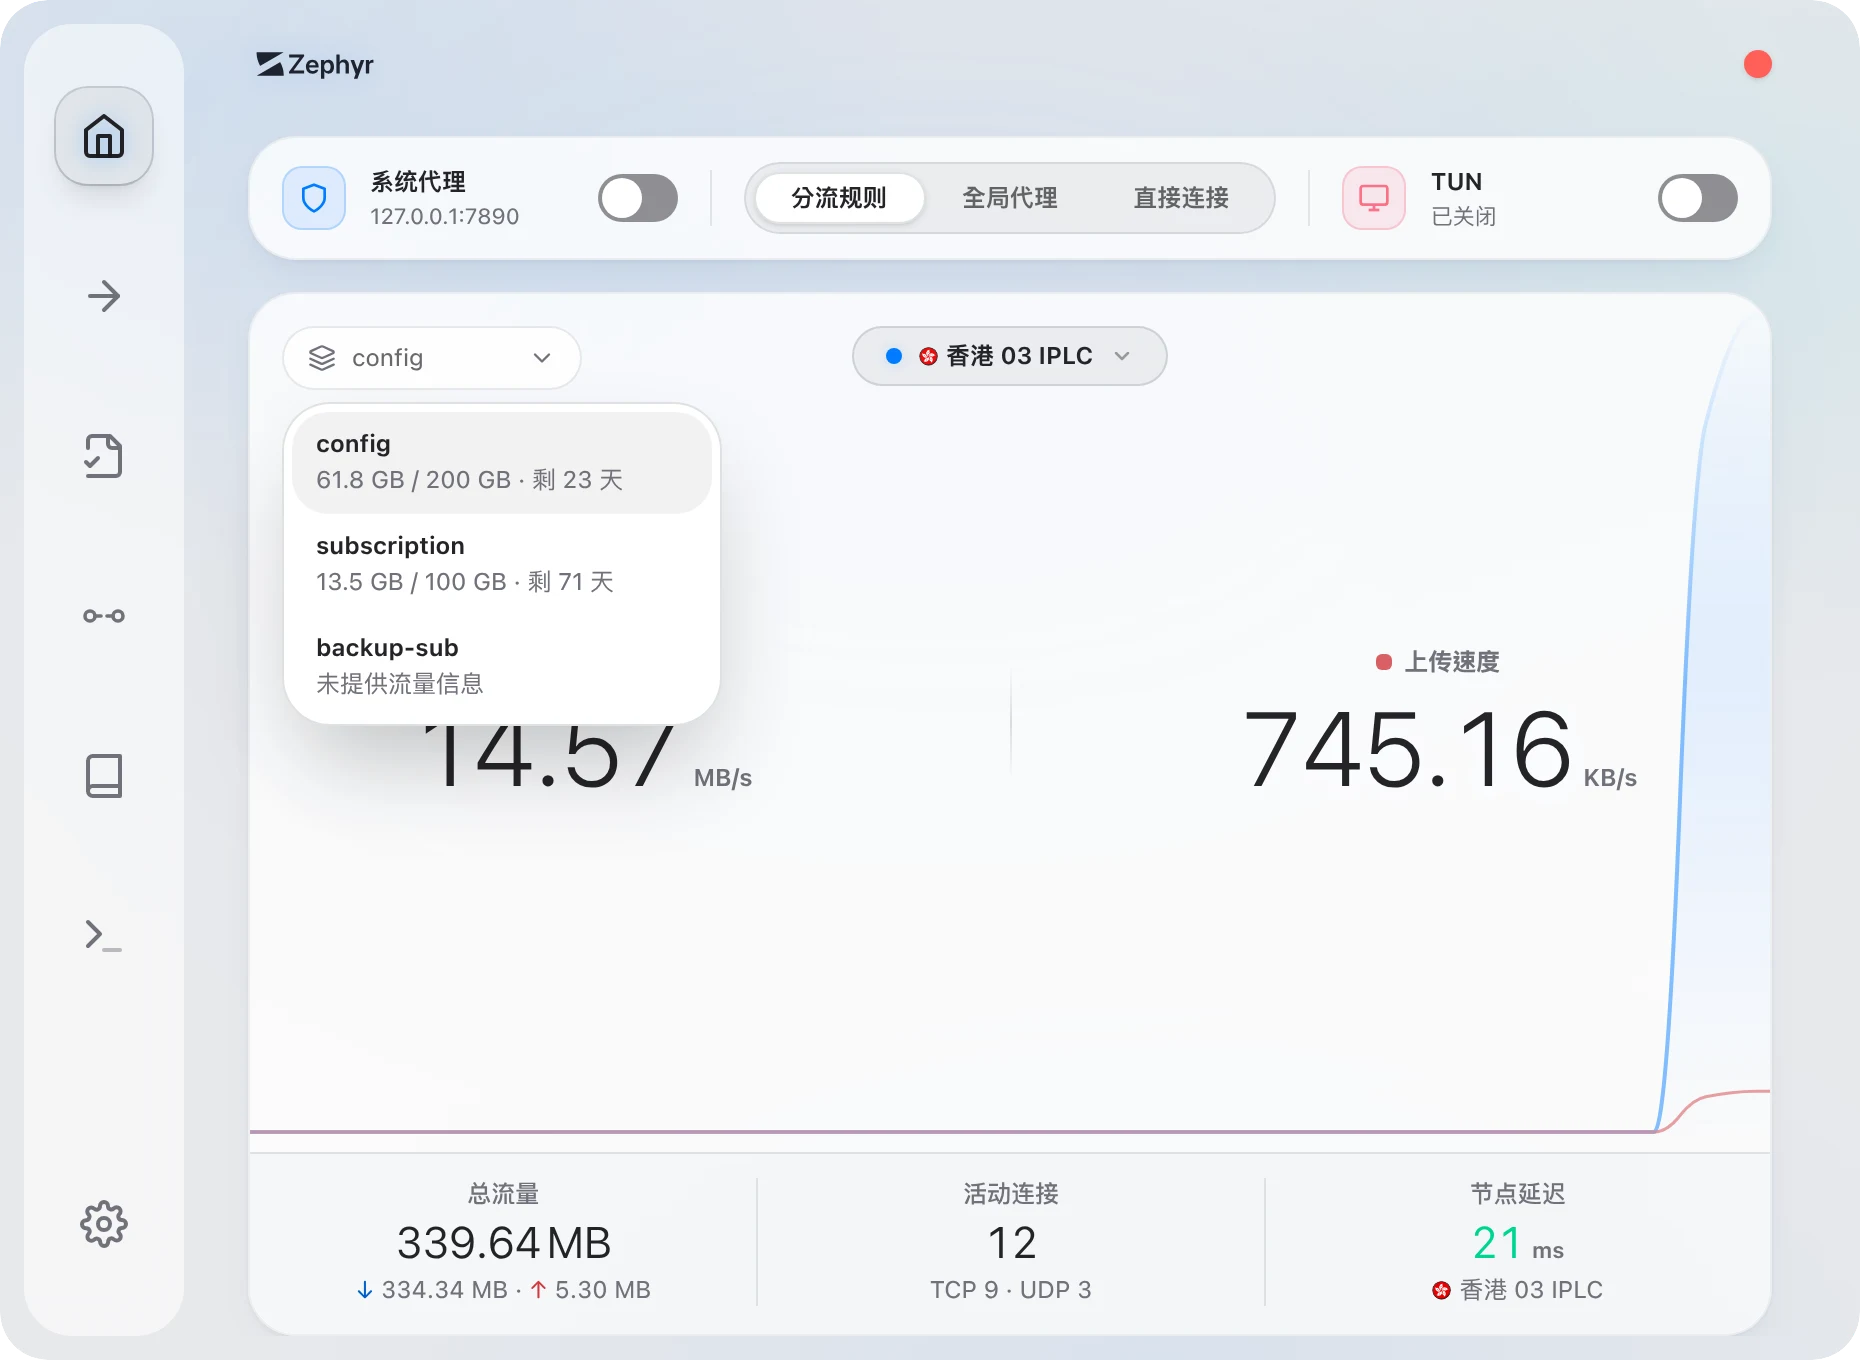 Zephyr
系统代理
127.0.0.1:7890
分流规则
全局代理
直接连接
TUN
已关闭
config
香港 03 IPLC
config
61.8 GB / 200 GB · 剩 23 天
subscription
13.5 GB / 100 GB · 剩 71 天
backup-sub
未提供流量信息
14.57 MB/s
上传速度
745.16 KB/s
总流量
339.64 MB
↓ 334.34 MB · ↑ 5.30 MB
活动连接
12
TCP 9 · UDP 3
节点延迟
21 ms
香港 03 IPLC